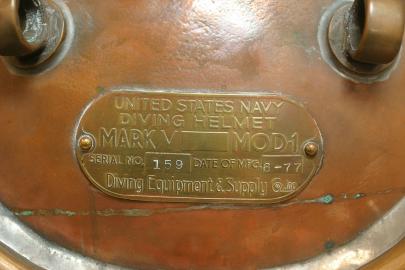 UNITED STATES NAVY
DIVING HELMET
MARK V MOD-1
SERIAL NO. 159 DATE OF MFG. 8-77
Diving Equipment & Supply Co. Inc